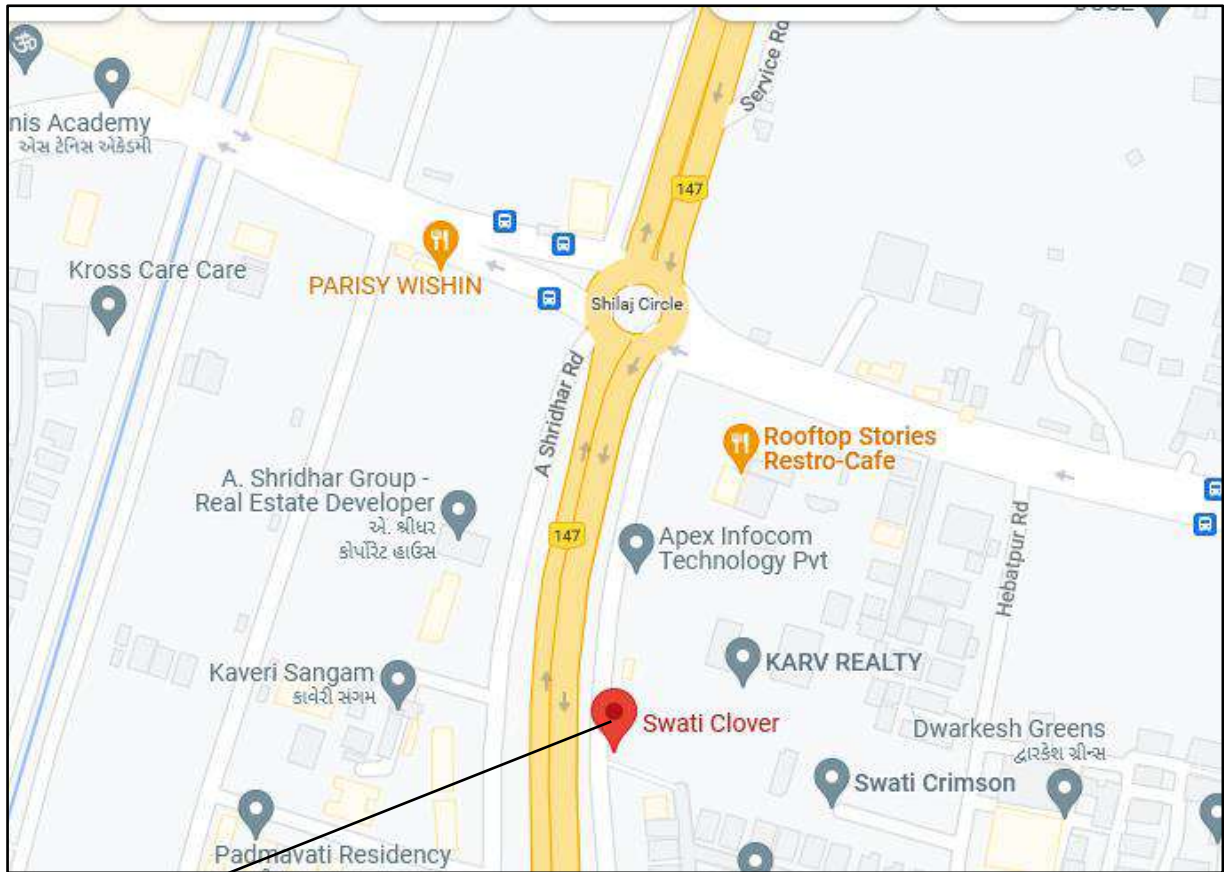 ॐ
nis Academy
એસ ટેનિસ એકેડમી
Service Rd
147
Kross Care Care
PARISY WISHIN
Shilaj Circle
A Shridhar Rd
Rooftop Stories
Restro-Cafe
A. Shridhar Group -
Real Estate Developer
એ. શ્રીધર
કોર્પોરેટ હાઉસ
147
Apex Infocom
Technology Pvt
Hebatpur Rd
Kaveri Sangam
કાવેરી સંગમ
KARV REALTY
Swati Clover
Dwarkesh Greens
દ્વારકેશ ગ્રીન્સ
Swati Crimson
Padmavati Residency